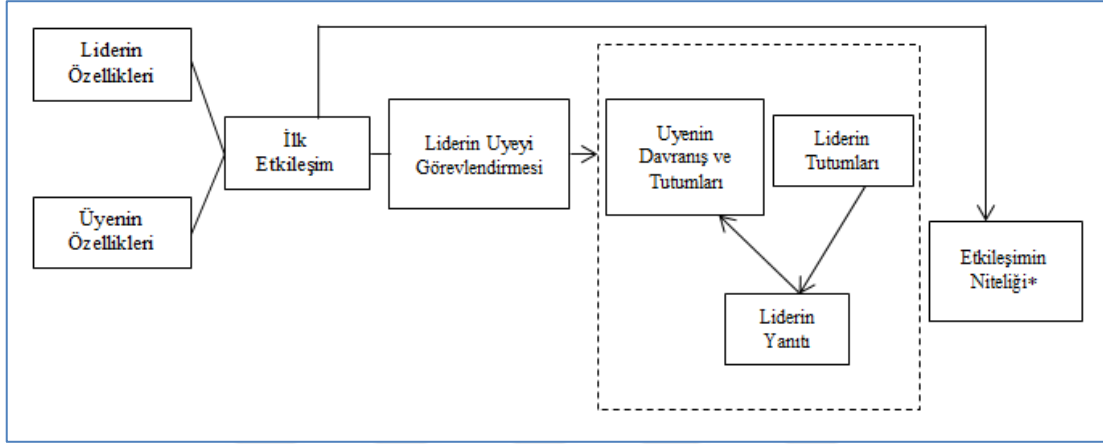 Liderin
Özellikleri
Üyenin
Özellikleri
İlk
Etkileşim
Liderin Uyeyi
Görevlendirmesi
Uyenin
Davranış ve
Tutumları
Liderin
Tutumları
Liderin
Yanıtı
Etkileşimin
Niteliği*